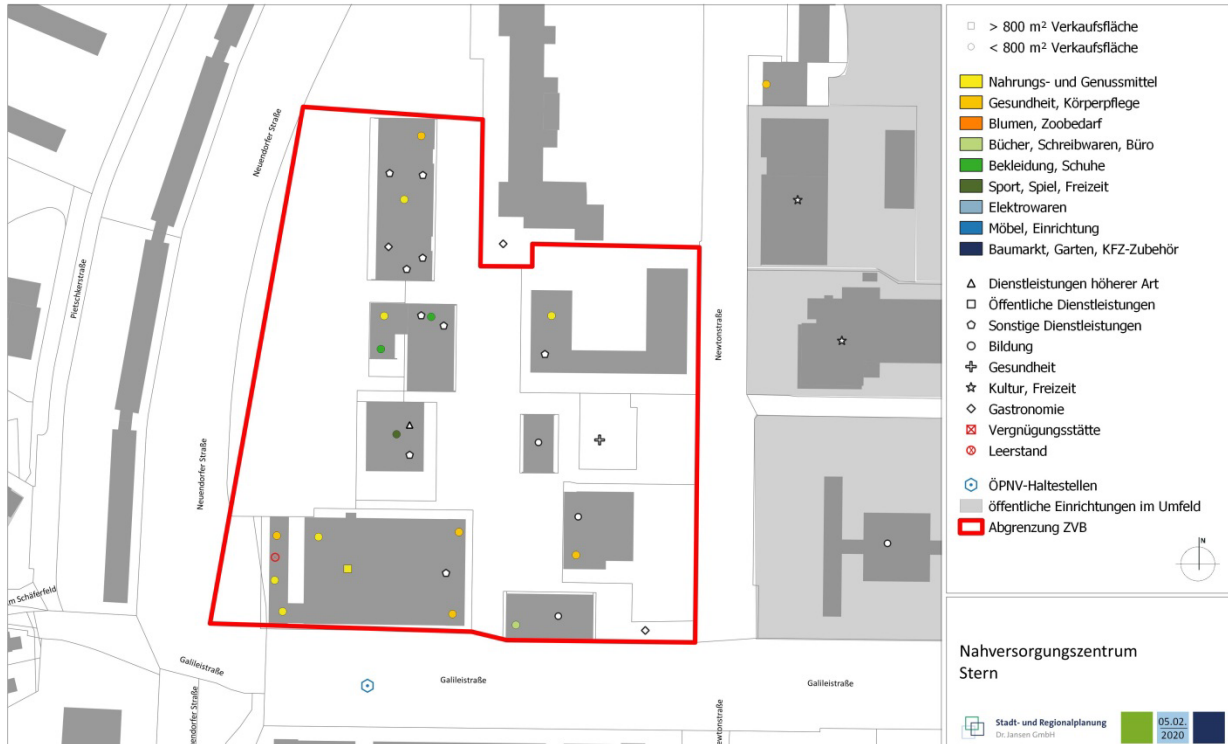 Neuendorfer Straße
Pietschkerstraße
Newtonstraße
Neuendorfer Straße
m Schäferfeld
Galileistraße
Galileistraße
Galileistraße
Neuendorfer Straße
Newtonstraße
> 800 m² Verkaufsfläche
< 800 m² Verkaufsfläche
Nahrungs- und Genussmittel
Gesundheit, Körperpflege
Blumen, Zoobedarf
Bücher, Schreibwaren, Büro
Bekleidung, Schuhe
Sport, Spiel, Freizeit
Elektrowaren
Möbel, Einrichtung
Baumarkt, Garten, KFZ-Zubehör
Dienstleistungen höherer Art
Öffentliche Dienstleistungen
Sonstige Dienstleistungen
Bildung
Gesundheit
Kultur, Freizeit
Gastronomie
Vergnügungsstätte
Leerstand
ÖPNV-Haltestellen
öffentliche Einrichtungen im Umfeld
Abgrenzung ZVB
N
Nahversorgungszentrum
Stern
Stadt- und Regionalplanung
Dr. Jansen GmbH
05.02.
2020